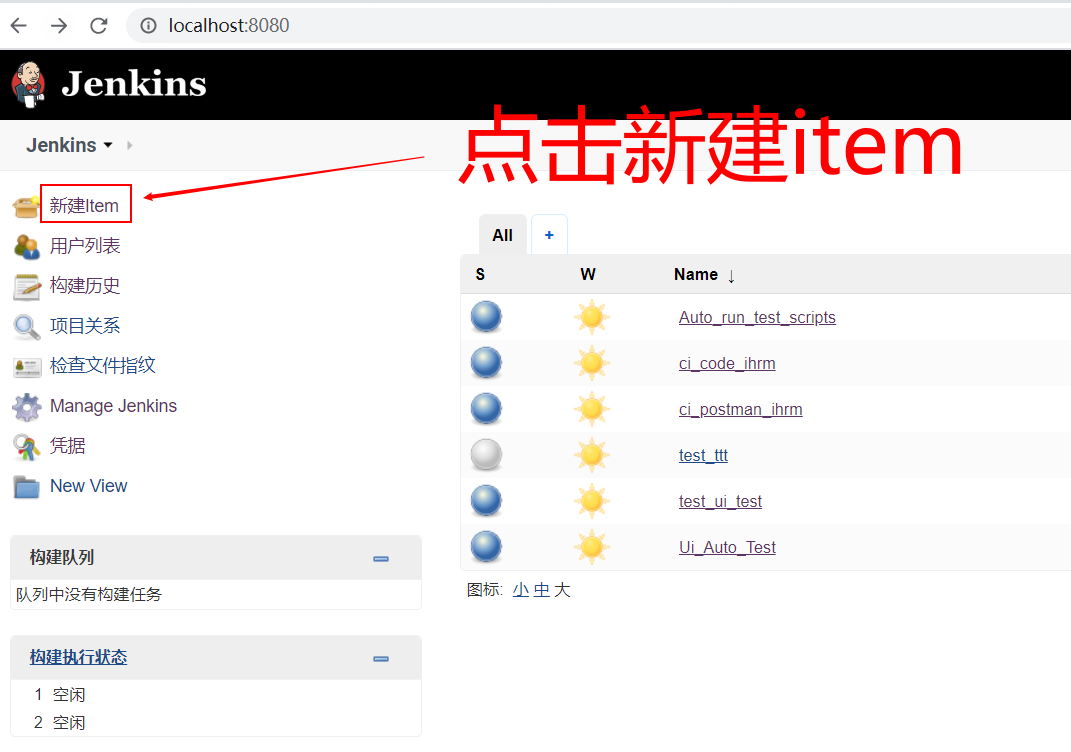 localhost:8080
Jenkins
点击新建item
Jenkins
新建Item
用户列表
构建历史
项目关系
检查文件指纹
Manage Jenkins
凭据
New View
构建队列
队列中没有构建任务
构建执行状态
1 空闲
2 空闲
All +
S W Name ↓
Auto_run_test_scripts
ci_code_ihrm
ci_postman_ihrm
test_ttt
test_ui_test
Ui_Auto_Test
图标: 小 中 大